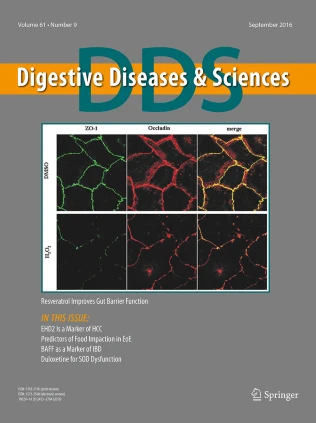 Volume 61 • Number 9
September 2016
DDS
Digestive Diseases & Sciences
ZO-1
Occludin
merge
DMSO
H₂O₂
Resveratrol Improves Gut Barrier Function
IN THIS ISSUE:
EHD2 Is a Marker of HCC
Predictors of Food Impaction in EoE
BAFF as a Marker of IBD
Duloxetine for SOD Dysfunction
Springer